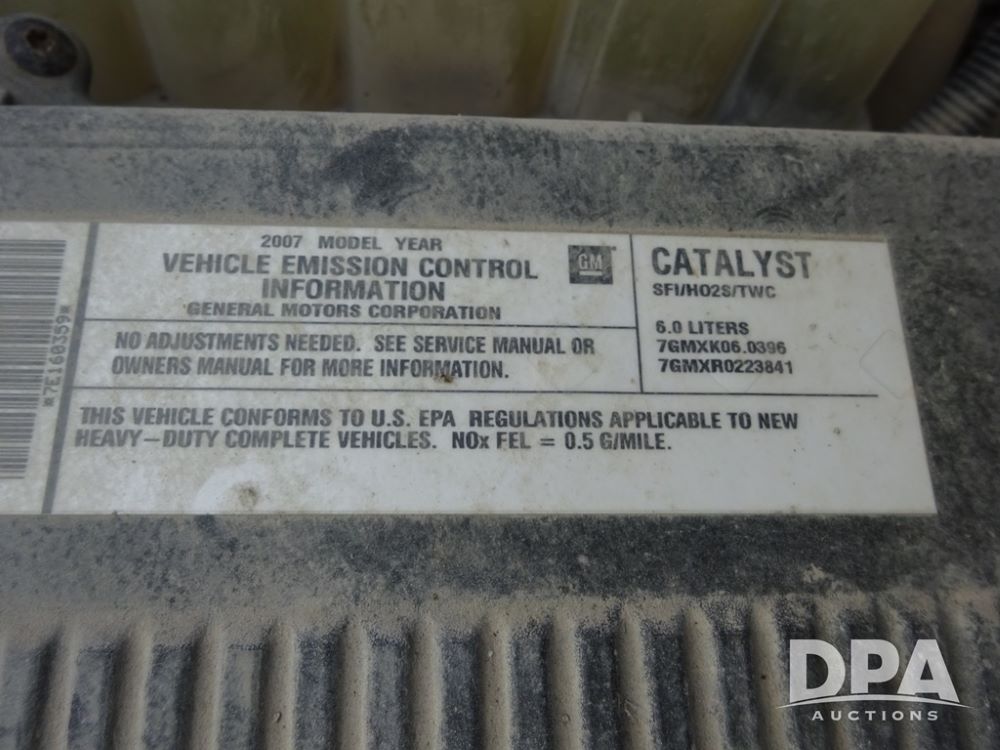 *7E160359*
2007 MODEL YEAR
VEHICLE EMISSION CONTROL
INFORMATION
GENERAL MOTORS CORPORATION
GM
NO ADJUSTMENTS NEEDED. SEE SERVICE MANUAL OR
OWNERS MANUAL FOR MORE INFORMATION.
CATALYST
SFI/HO2S/TWC
6.0 LITERS
7GMXK06.0396
7GMXR0223841
THIS VEHICLE CONFORMS TO U.S. EPA REGULATIONS APPLICABLE TO NEW
HEAVY-DUTY COMPLETE VEHICLES. NOx FEL = 0.5 G/MILE.
DPA
AUCTIONS